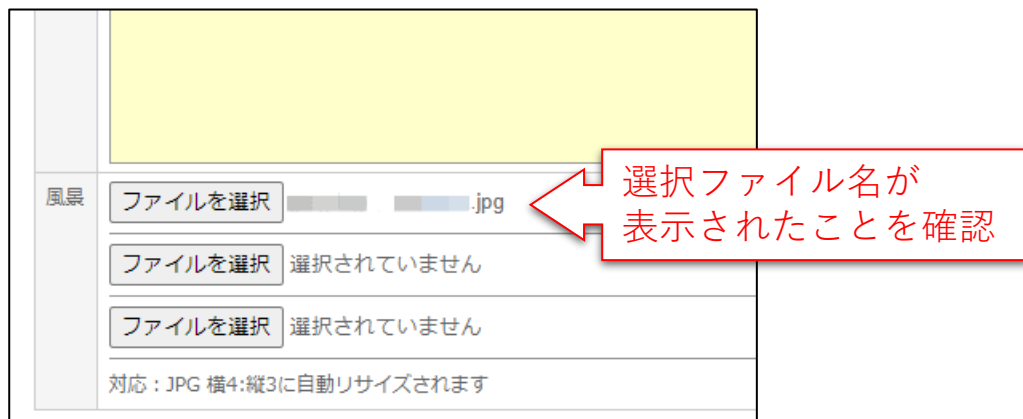 風景
ファイルを選択 .jpg
選択ファイル名が
表示されたことを確認
ファイルを選択 選択されていません
ファイルを選択 選択されていません
対応：JPG 横4:縦3に自動リサイズされます